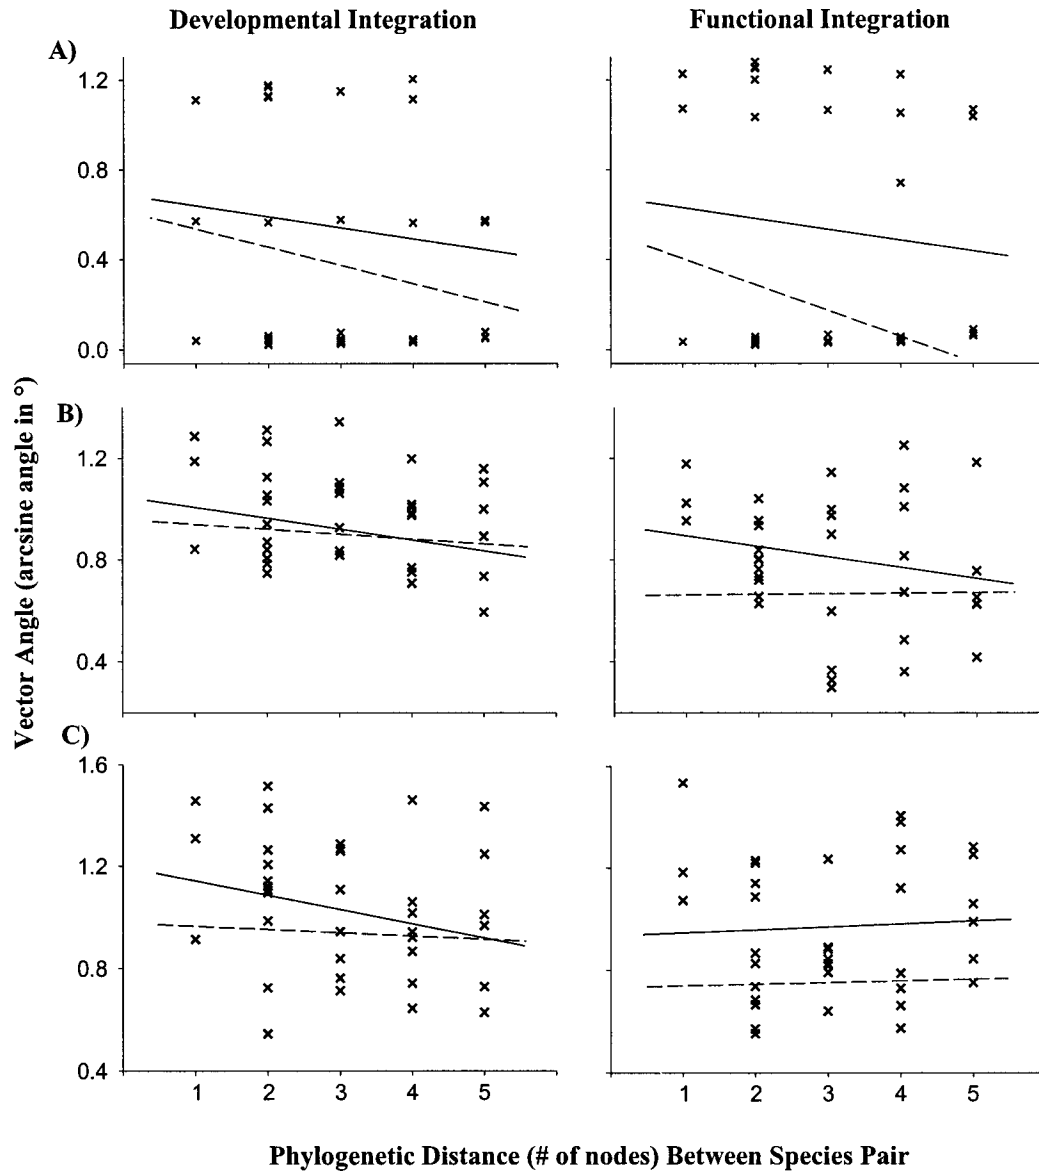 Developmental Integration
Functional Integration
A)
1.2
0.8
0.4
0.0
B)
1.2
0.8
0.4
C)
1.6
1.2
0.8
0.4
Vector Angle (arcsine angle in °)
1 2 3 4 5
1 2 3 4 5
Phylogenetic Distance (# of nodes) Between Species Pair